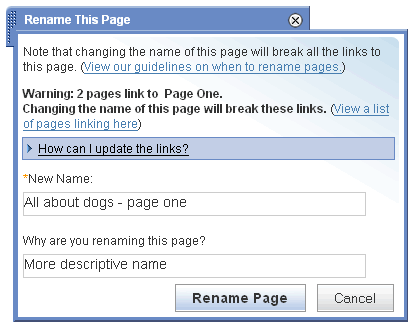 Rename This Page
Note that changing the name of this page will break all the links to
this page. (View our guidelines on when to rename pages.)
Warning: 2 pages link to Page One.
Changing the name of this page will break these links. (View a list
of pages linking here)
How can I update the links?
*New Name:
All about dogs - page one
Why are you renaming this page?
More descriptive name
Rename Page
Cancel